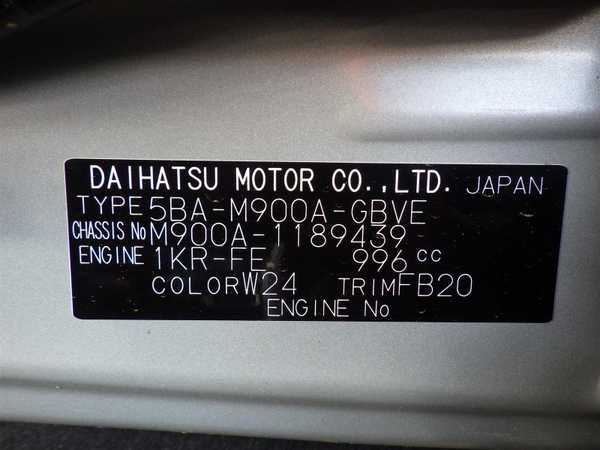 DAIHATSU MOTOR CO.,LTD. JAPAN
TYPE 5BA-M900A-GBVE
CHASSIS No M900A-1189439
ENGINE 1KR-FE 996 cc
COLOR W24 TRIM FB20
ENGINE No